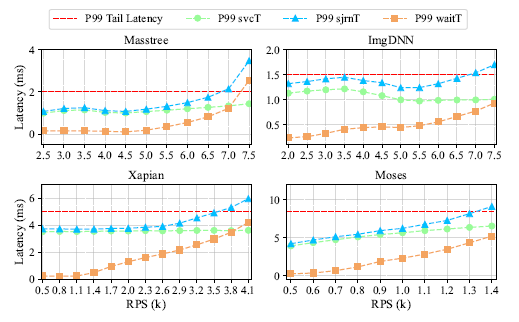 P99 Tail Latency P99 svcT P99 sjrnT P99 waitT
Masstree ImgDNN
Latency (ms)
4
2
0
2.5 3.0 3.5 4.0 4.5 5.0 5.5 6.0 6.5 7.0 7.5
2.0
1.5
1.0
0.5
2.0 2.5 3.0 3.5 4.0 4.5 5.0 5.5 6.0 6.5 7.0 7.5
Xapian Moses
Latency (ms)
6
4
2
0
0.5 0.8 1.1 1.4 1.7 2.0 2.3 2.6 2.9 3.2 3.5 3.8 4.1
10
5
0
0.5 0.6 0.7 0.8 0.9 1.0 1.1 1.2 1.3 1.4
RPS (k) RPS (k)